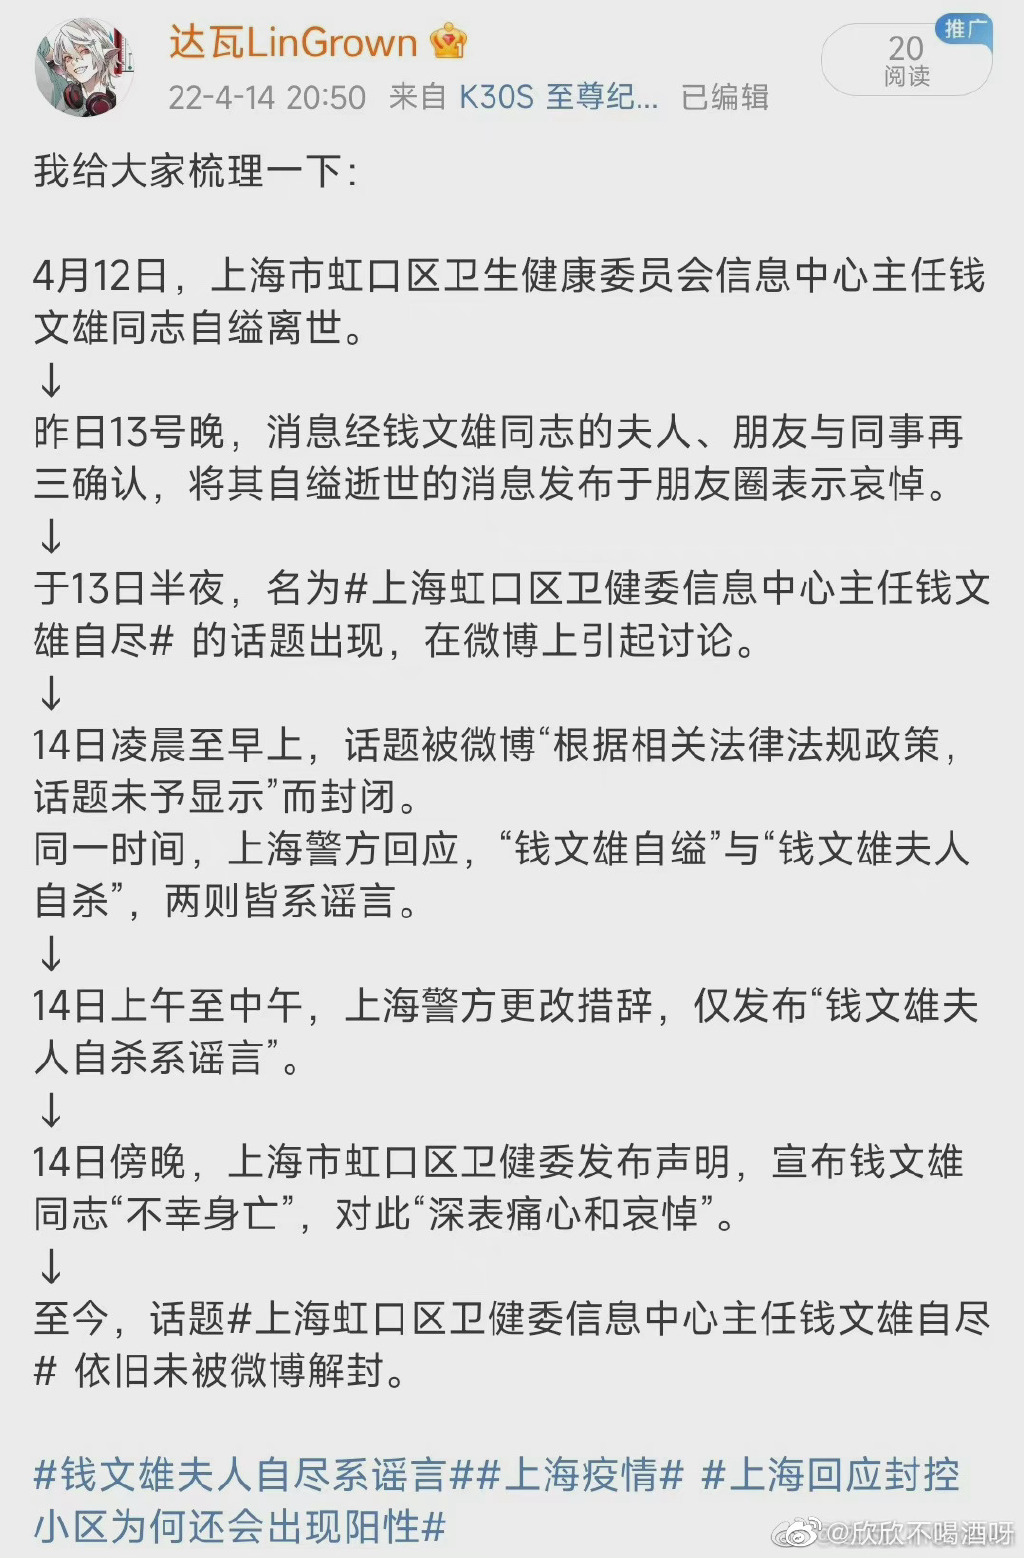 达瓦LinGrown
20
阅读
推广
22-4-14 20:50 来自 K30S 至尊纪... 已编辑
我给大家梳理一下：
4月12日，上海市虹口区卫生健康委员会信息中心主任钱
文雄同志自缢离世。
↓
昨日13号晚，消息经钱文雄同志的夫人、朋友与同事再
三确认，将其自缢逝世的消息发布于朋友圈表示哀悼。
↓
于13日半夜，名为#上海虹口区卫健委信息中心主任钱文
雄自尽# 的话题出现，在微博上引起讨论。
↓
14日凌晨至早上，话题被微博“根据相关法律法规政策，
话题未予显示”而封闭。
同一时间，上海警方回应，“钱文雄自缢”与“钱文雄夫人
自杀”，两则皆系谣言。
↓
14日上午至中午，上海警方更改措辞，仅发布“钱文雄夫
人自杀系谣言”。
↓
14日傍晚，上海市虹口区卫健委发布声明，宣布钱文雄
同志“不幸身亡”，对此“深表痛心和哀悼”。
↓
至今，话题#上海虹口区卫健委信息中心主任钱文雄自尽
# 依旧未被微博解封。
#钱文雄夫人自尽系谣言##上海疫情# #上海回应封控
小区为何还会出现阳性#
@欣欣不喝酒呀